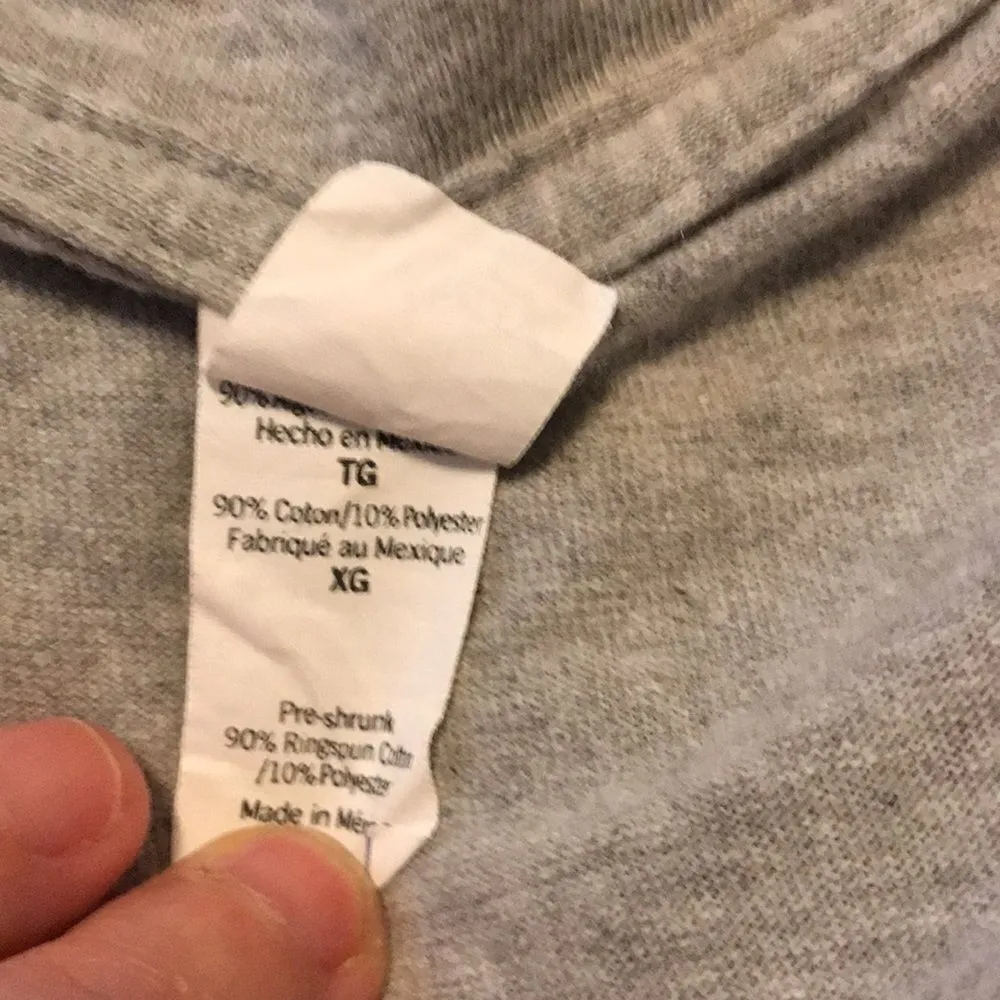 90%
Hecho en
TG
90% Coton/10% Polyester
Fabriqué au Mexique
XG
Pre-shrunk
90% Ringspun
/10% Polyester
Made in